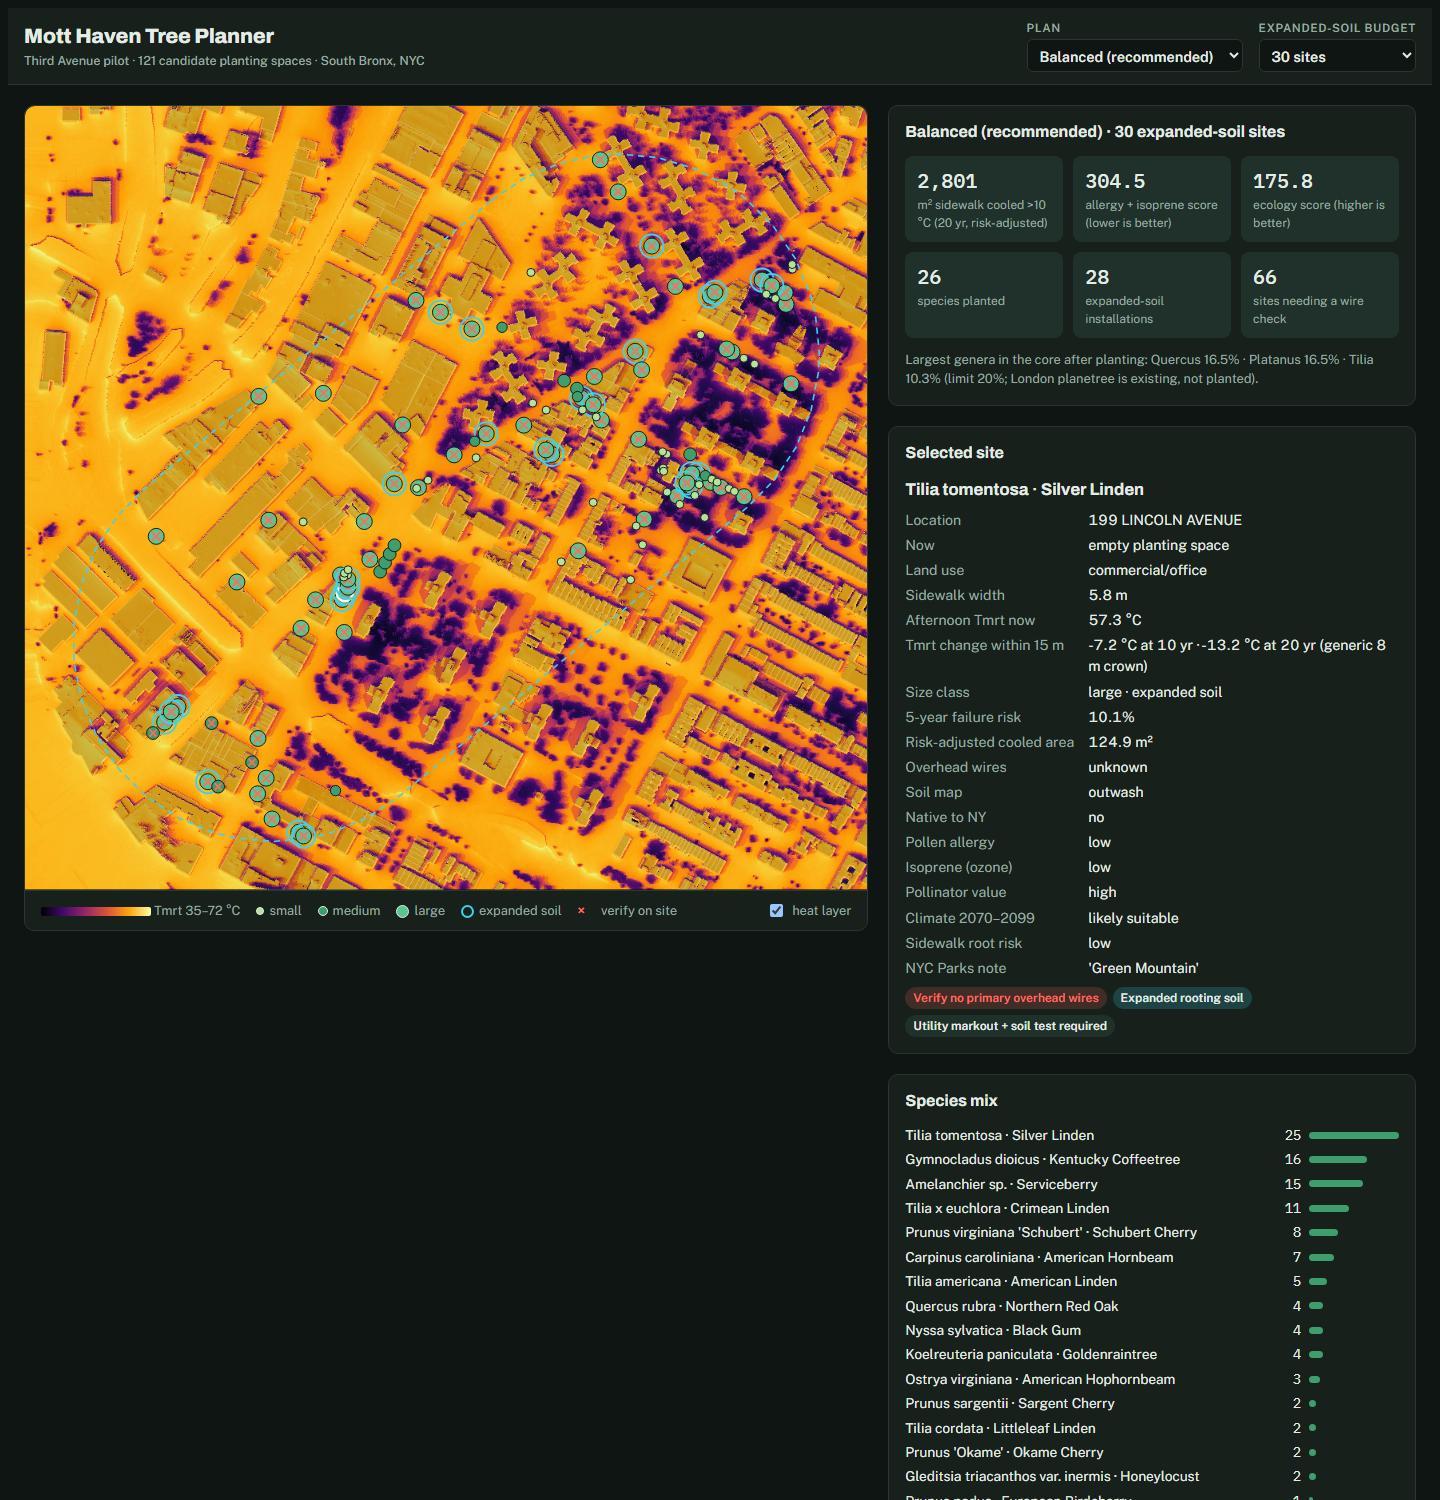 Mott Haven Tree Planner
Third Avenue pilot · 121 candidate planting spaces · South Bronx, NYC
PLAN
Balanced (recommended)
EXPANDED-SOIL BUDGET
30 sites
Tmrt 35–72 °C
small
medium
large
expanded soil
verify on site
heat layer
Balanced (recommended) · 30 expanded-soil sites
2,801
m² sidewalk cooled >10
°C (20 yr, risk-adjusted)
304.5
allergy + isoprene score
(lower is better)
175.8
ecology score (higher is
better)
26
species planted
28
expanded-soil
installations
66
sites needing a wire
check
Largest genera in the core after planting: Quercus 16.5% · Platanus 16.5% · Tilia
10.3% (limit 20%; London planetree is existing, not planted).
Selected site
Tilia tomentosa · Silver Linden
Location 199 LINCOLN AVENUE
Now empty planting space
Land use commercial/office
Sidewalk width 5.8 m
Afternoon Tmrt now 57.3 °C
Tmrt change within 15 m -7.2 °C at 10 yr · -13.2 °C at 20 yr (generic 8
m crown)
Size class large · expanded soil
5-year failure risk 10.1%
Risk-adjusted cooled area 124.9 m²
Overhead wires unknown
Soil map outwash
Native to NY no
Pollen allergy low
Isoprene (ozone) low
Pollinator value high
Climate 2070–2099 likely suitable
Sidewalk root risk low
NYC Parks note 'Green Mountain'
Verify no primary overhead wires
Expanded rooting soil
Utility markout + soil test required
Species mix
Tilia tomentosa · Silver Linden 25
Gymnocladus dioicus · Kentucky Coffeetree 16
Amelanchier sp. · Serviceberry 15
Tilia x euchlora · Crimean Linden 11
Prunus virginiana 'Schubert' · Schubert Cherry 8
Carpinus caroliniana · American Hornbeam 7
Tilia americana · American Linden 5
Quercus rubra · Northern Red Oak 4
Nyssa sylvatica · Black Gum 4
Koelreuteria paniculata · Goldenraintree 4
Ostrya virginiana · American Hophornbeam 3
Prunus sargentii · Sargent Cherry 2
Tilia cordata · Littleleaf Linden 2
Prunus 'Okame' · Okame Cherry 2
Gleditsia triacanthos var. inermis · Honeylocust 2